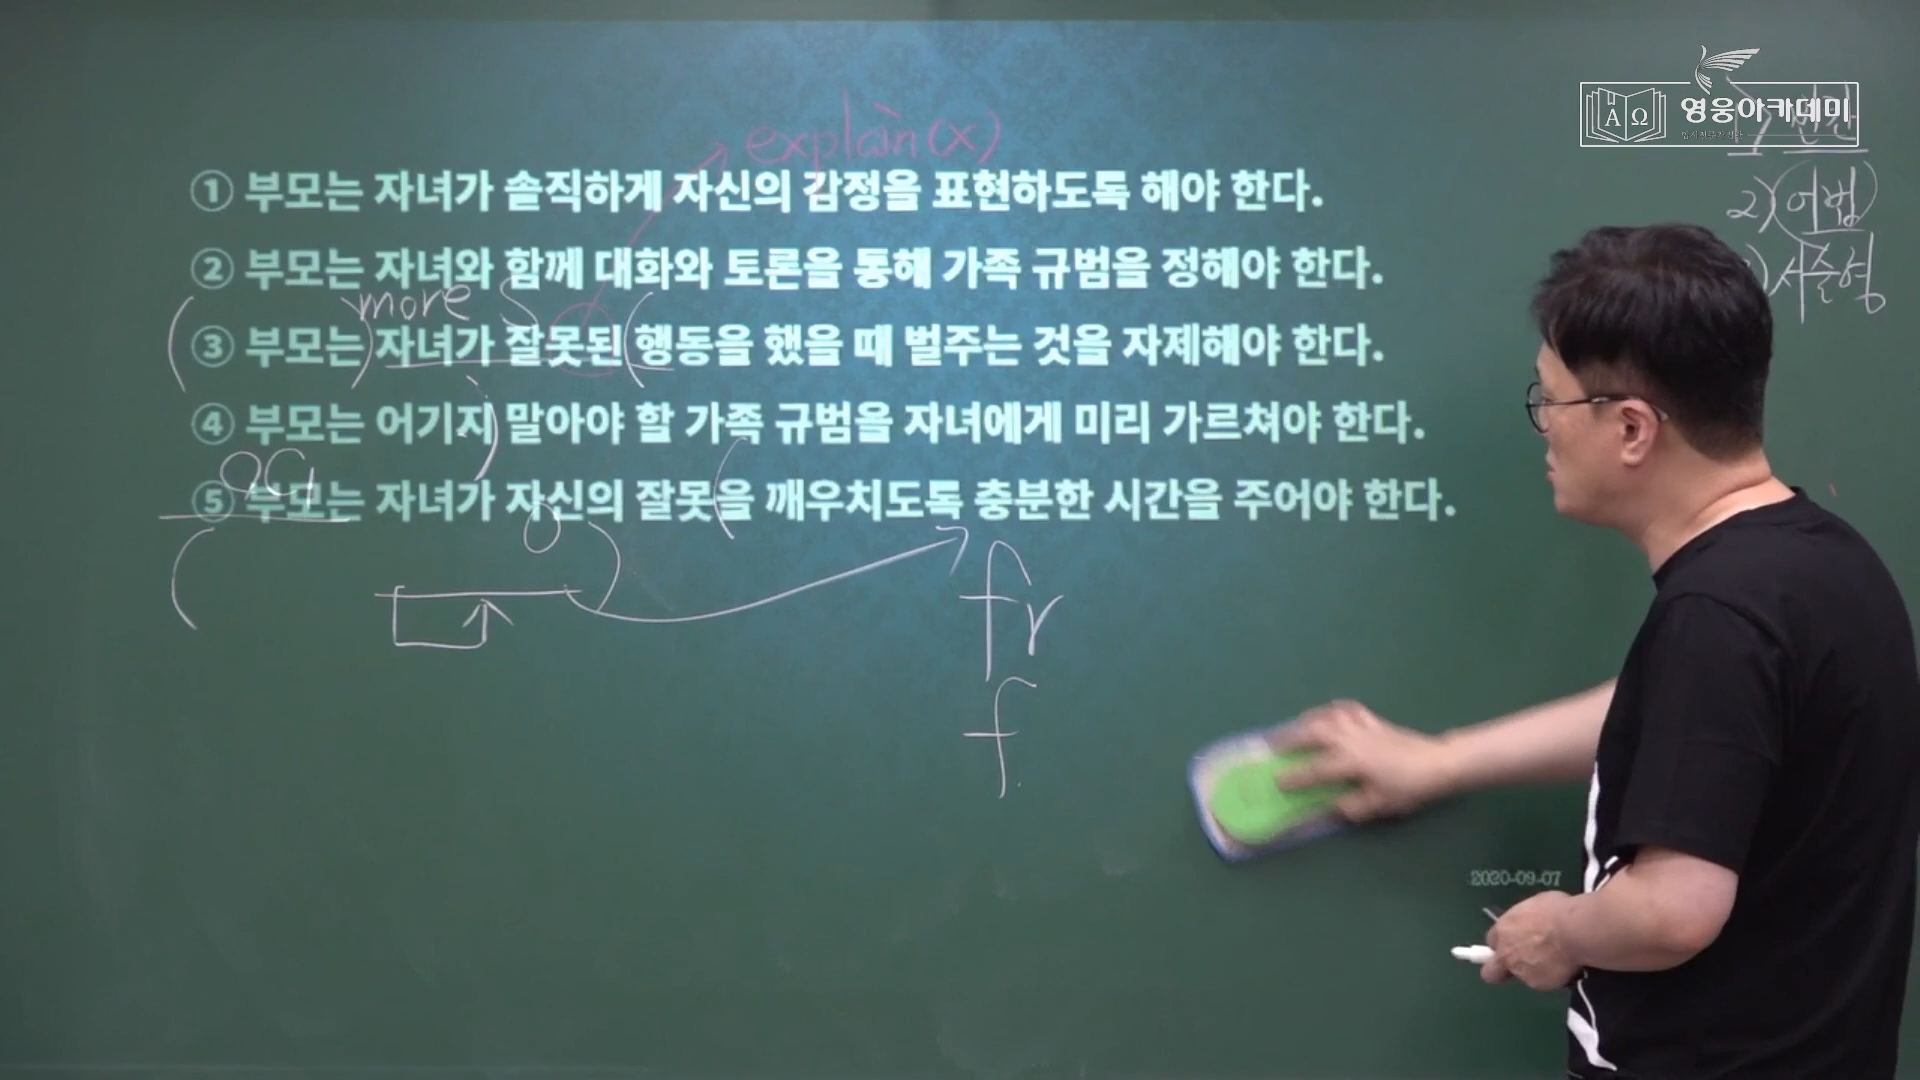 영웅아카데미
explain(x)
① 부모는 자녀가 솔직하게 자신의 감정을 표현하도록 해야 한다.
2) 어법
② 부모는 자녀와 함께 대화와 토론을 통해 가족 규범을 정해야 한다.
서술형
more
③ 부모는 자녀가 잘못된 행동을 했을 때 벌주는 것을 자제해야 한다.
④ 부모는 어기지 말아야 할 가족 규범을 자녀에게 미리 가르쳐야 한다.
⑤ 부모는 자녀가 자신의 잘못을 깨우치도록 충분한 시간을 주어야 한다.
fr
f
2020-09-07